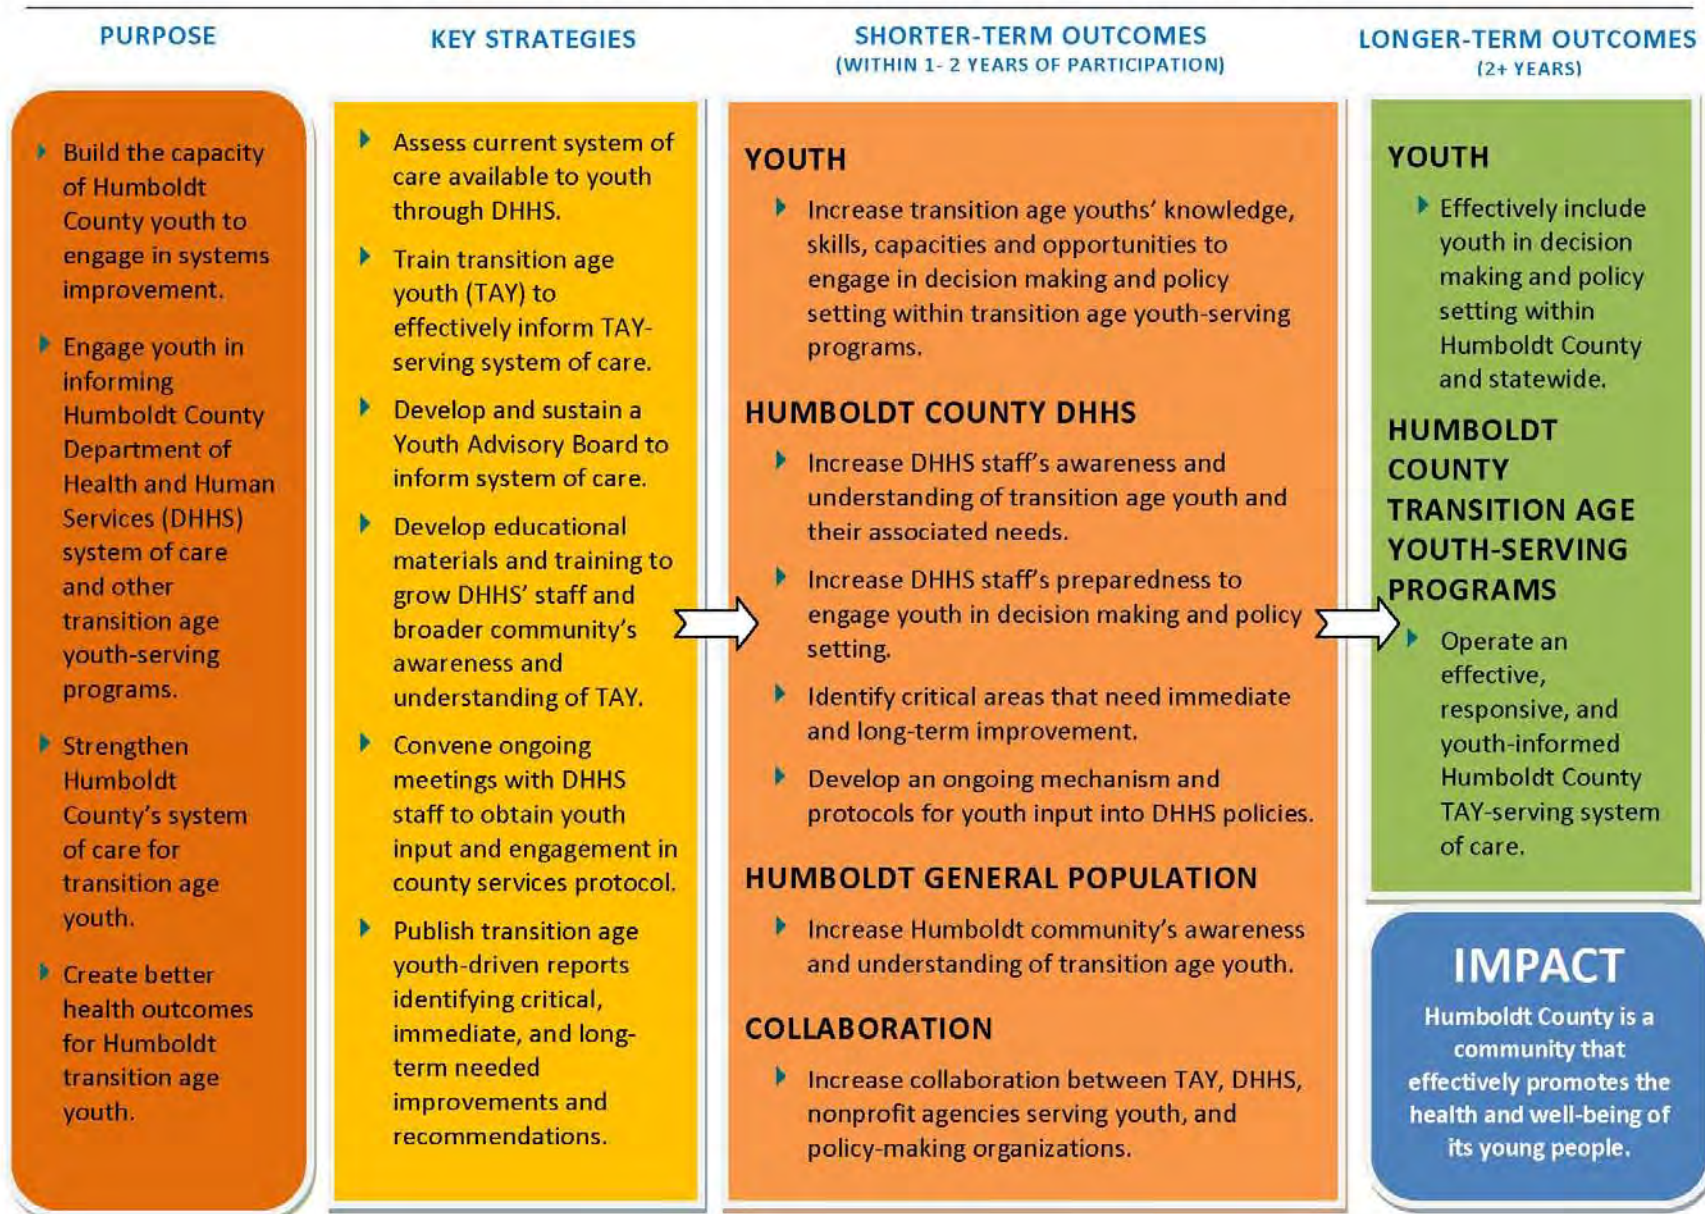 PURPOSE
KEY STRATEGIES
SHORTER-TERM OUTCOMES
(WITHIN 1- 2 YEARS OF PARTICIPATION)
LONGER-TERM OUTCOMES
(2+ YEARS)
Build the capacity
of Humboldt
County youth to
engage in systems
improvement.
Engage youth in
informing
Humboldt County
Department of
Health and Human
Services (DHHS)
system of care
and other
transition age
youth-serving
programs.
Strengthen
Humboldt
County's system
of care for
transition age
youth.
Create better
health outcomes
for Humboldt
transition age
youth.
Assess current system of
care available to youth
through DHHS.
Train transition age
youth (TAY) to
effectively inform TAY-
serving system of care.
Develop and sustain a
Youth Advisory Board to
inform system of care.
Develop educational
materials and training to
grow DHHS' staff and
broader community's
awareness and
understanding of TAY.
Convene ongoing
meetings with DHHS
staff to obtain youth
input and engagement in
county services protocol.
Publish transition age
youth-driven reports
identifying critical,
immediate, and long-
term needed
improvements and
recommendations.
YOUTH
Increase transition age youths' knowledge,
skills, capacities and opportunities to
engage in decision making and policy
setting within transition age youth-serving
programs.
HUMBOLDT COUNTY DHHS
Increase DHHS staff's awareness and
understanding of transition age youth and
their associated needs.
Increase DHHS staff's preparedness to
engage youth in decision making and policy
setting.
Identify critical areas that need immediate
and long-term improvement.
Develop an ongoing mechanism and
protocols for youth input into DHHS policies.
HUMBOLDT GENERAL POPULATION
Increase Humboldt community's awareness
and understanding of transition age youth.
COLLABORATION
Increase collaboration between TAY, DHHS,
nonprofit agencies serving youth, and
policy-making organizations.
YOUTH
Effectively include
youth in decision
making and policy
setting within
Humboldt County
and statewide.
HUMBOLDT
COUNTY
TRANSITION AGE
YOUTH-SERVING
PROGRAMS
Operate an
effective,
responsive, and
youth-informed
Humboldt County
TAY-serving system
of care.
IMPACT
Humboldt County is a
community that
effectively promotes the
health and well-being of
its young people.